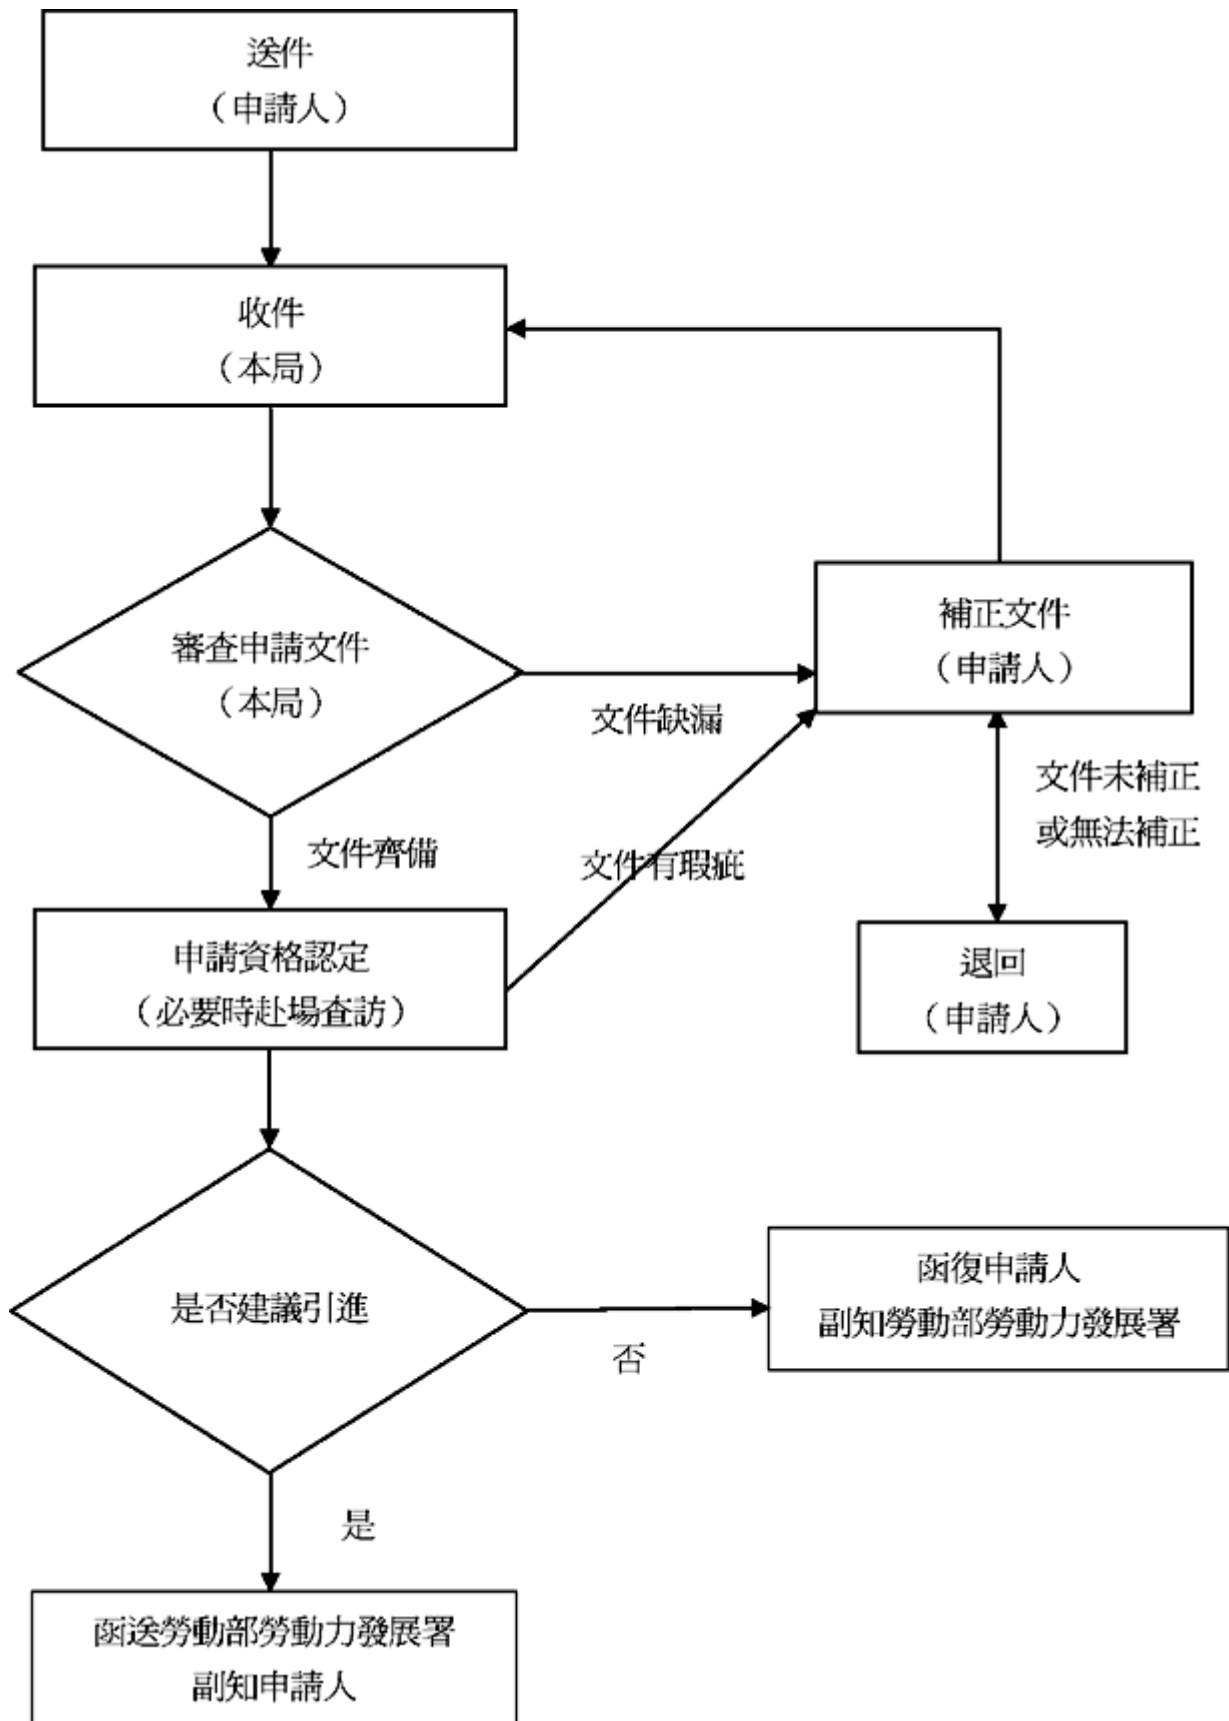 送件
（申請人）
收件
（本局）
審查申請文件
（本局）
文件缺漏
補正文件
（申請人）
文件未補正
或無法補正
文件齊備
文件有瑕疵
申請資格認定
（必要時赴場查訪）
退回
（申請人）
是否建議引進
否
函復申請人
副知勞動部勞動力發展署
是
函送勞動部勞動力發展署
副知申請人